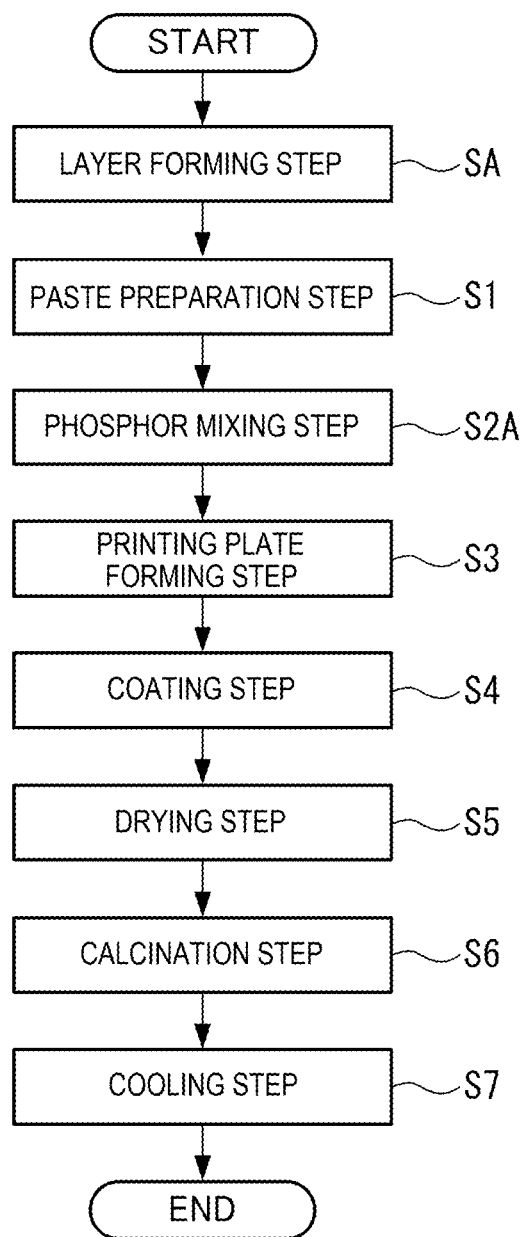 START
LAYER FORMING STEP
SA
PASTE PREPARATION STEP
S1
PHOSPHOR MIXING STEP
S2A
PRINTING PLATE
FORMING STEP
S3
COATING STEP
S4
DRYING STEP
S5
CALCINATION STEP
S6
COOLING STEP
S7
END